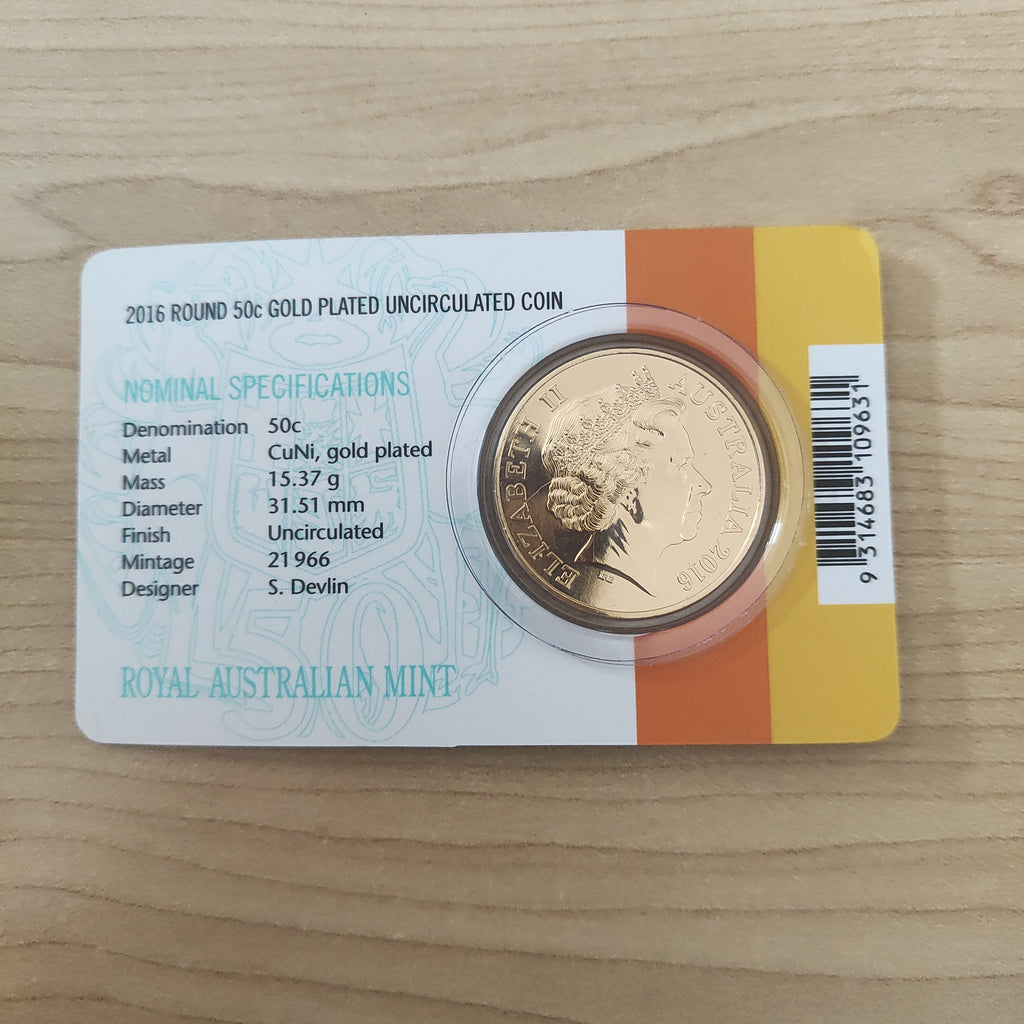 2016 ROUND 50c GOLD PLATED UNCIRCULATED COIN
NOMINAL SPECIFICATIONS
Denomination 50c
Metal CuNi, gold plated
Mass 15.37 g
Diameter 31.51 mm
Finish Uncirculated
Mintage 21 966
Designer S. Devlin
ROYAL AUSTRALIAN MINT
50
ELIZABETH II
AUSTRALIA 2016
9 314683 109631